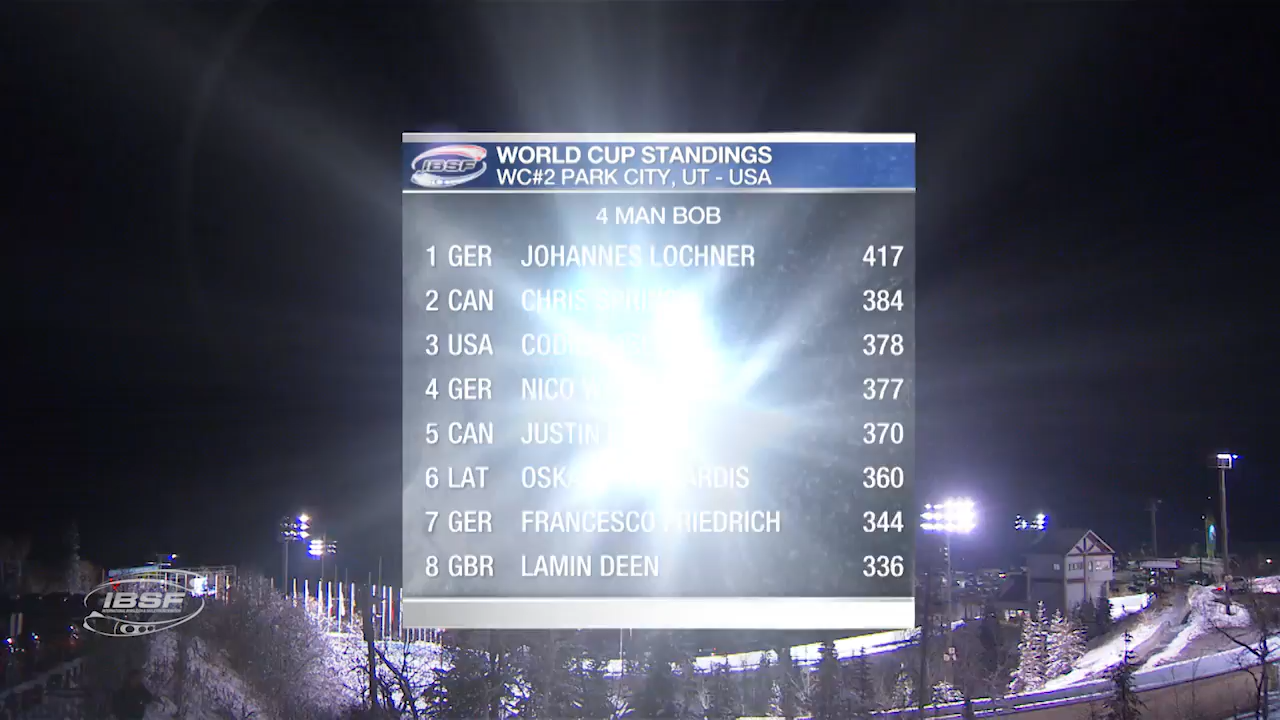 IBSF
WORLD CUP STANDINGS
WC#2 PARK CITY, UT - USA
4 MAN BOB
1 GER JOHANNES LOCHNER 417
2 CAN CHRIS 384
3 USA 378
4 GER NICO 377
5 CAN JUSTIN 370
6 LAT 360
7 GER FRANCESCO FRIEDRICH 344
8 GBR LAMIN DEEN 336
IBSF